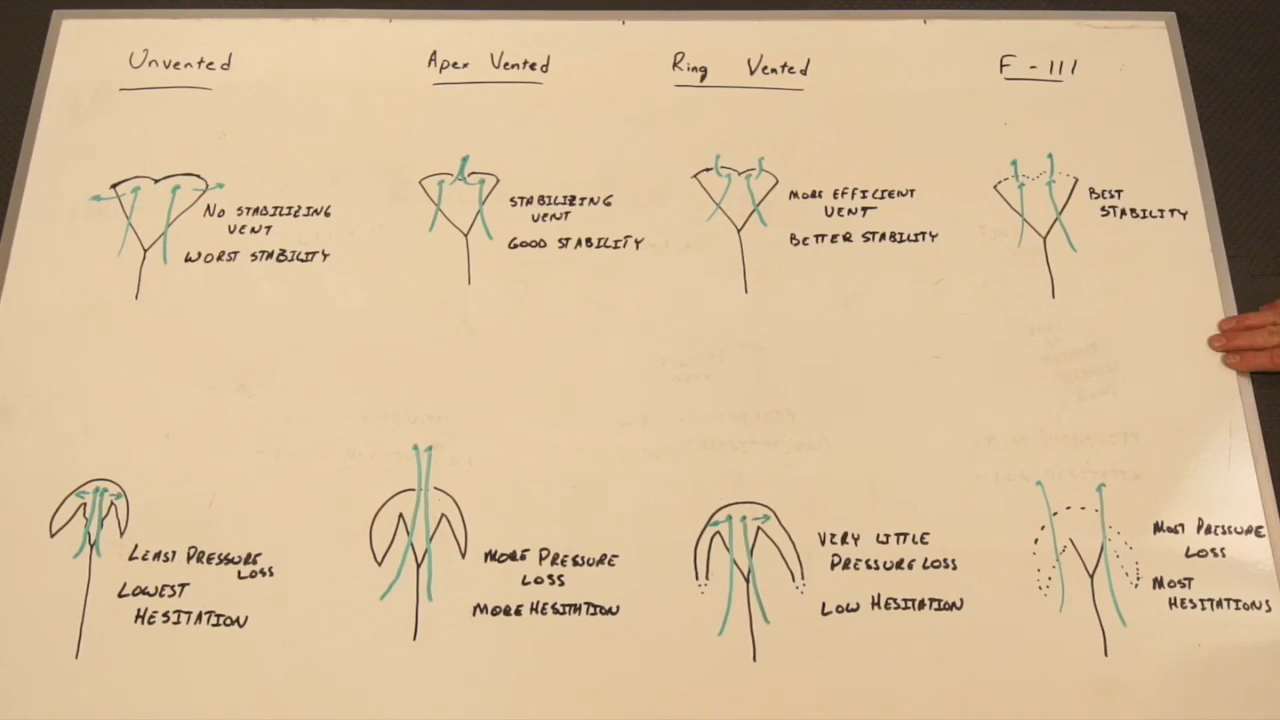 Unvented
Apex Vented
Ring Vented
F-111
NO STABILIZING
VENT
WORST STABILITY
STABILIZING
VENT
GOOD STABILITY
MORE EFFICIENT
VENT
BETTER STABILITY
BEST
STABILITY
LEAST PRESSURE
LOSS
LOWEST
HESITATION
MORE PRESSURE
LOSS
MORE HESITATION
VERY LITTLE
PRESSURE LOSS
LOW HESITATION
MOST PRESSURE
LOSS
MOST
HESITATIONS